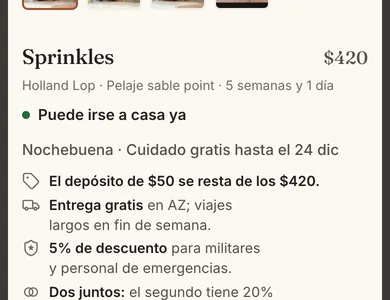 Sprinkles $420
Holland Lop · Pelaje sable point · 5 semanas y 1 día
Puede irse a casa ya
Nochebuena · Cuidado gratis hasta el 24 dic
El depósito de $50 se resta de los $420.
Entrega gratis en AZ; viajes
largos en fin de semana.
5% de descuento para militares
y personal de emergencias.
Dos juntos: el segundo tiene 20%